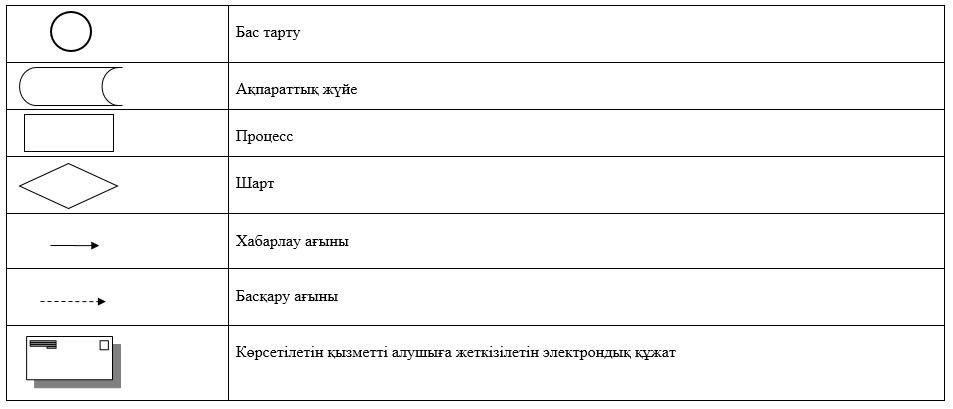 Бас тарту
Ақпараттық жүйе
Процесс
Шарт
Хабарлау ағыны
Басқару ағыны
Көрсетілетін қызметті алушыға жеткізілетін электрондық құжат